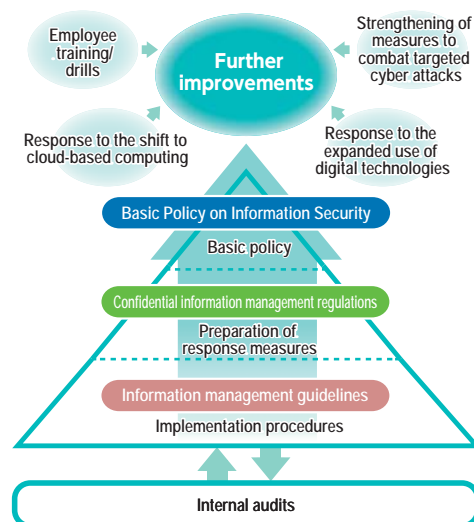 Employee
training/
drills
Strengthening of
measures to
combat targeted
cyber attacks
Further
improvements
Response to the shift to
cloud-based computing
Response to the
expanded use of
digital technologies
Basic Policy on Information Security
Basic policy
Confidential information management regulations
Preparation of
response measures
Information management guidelines
Implementation procedures
Internal audits